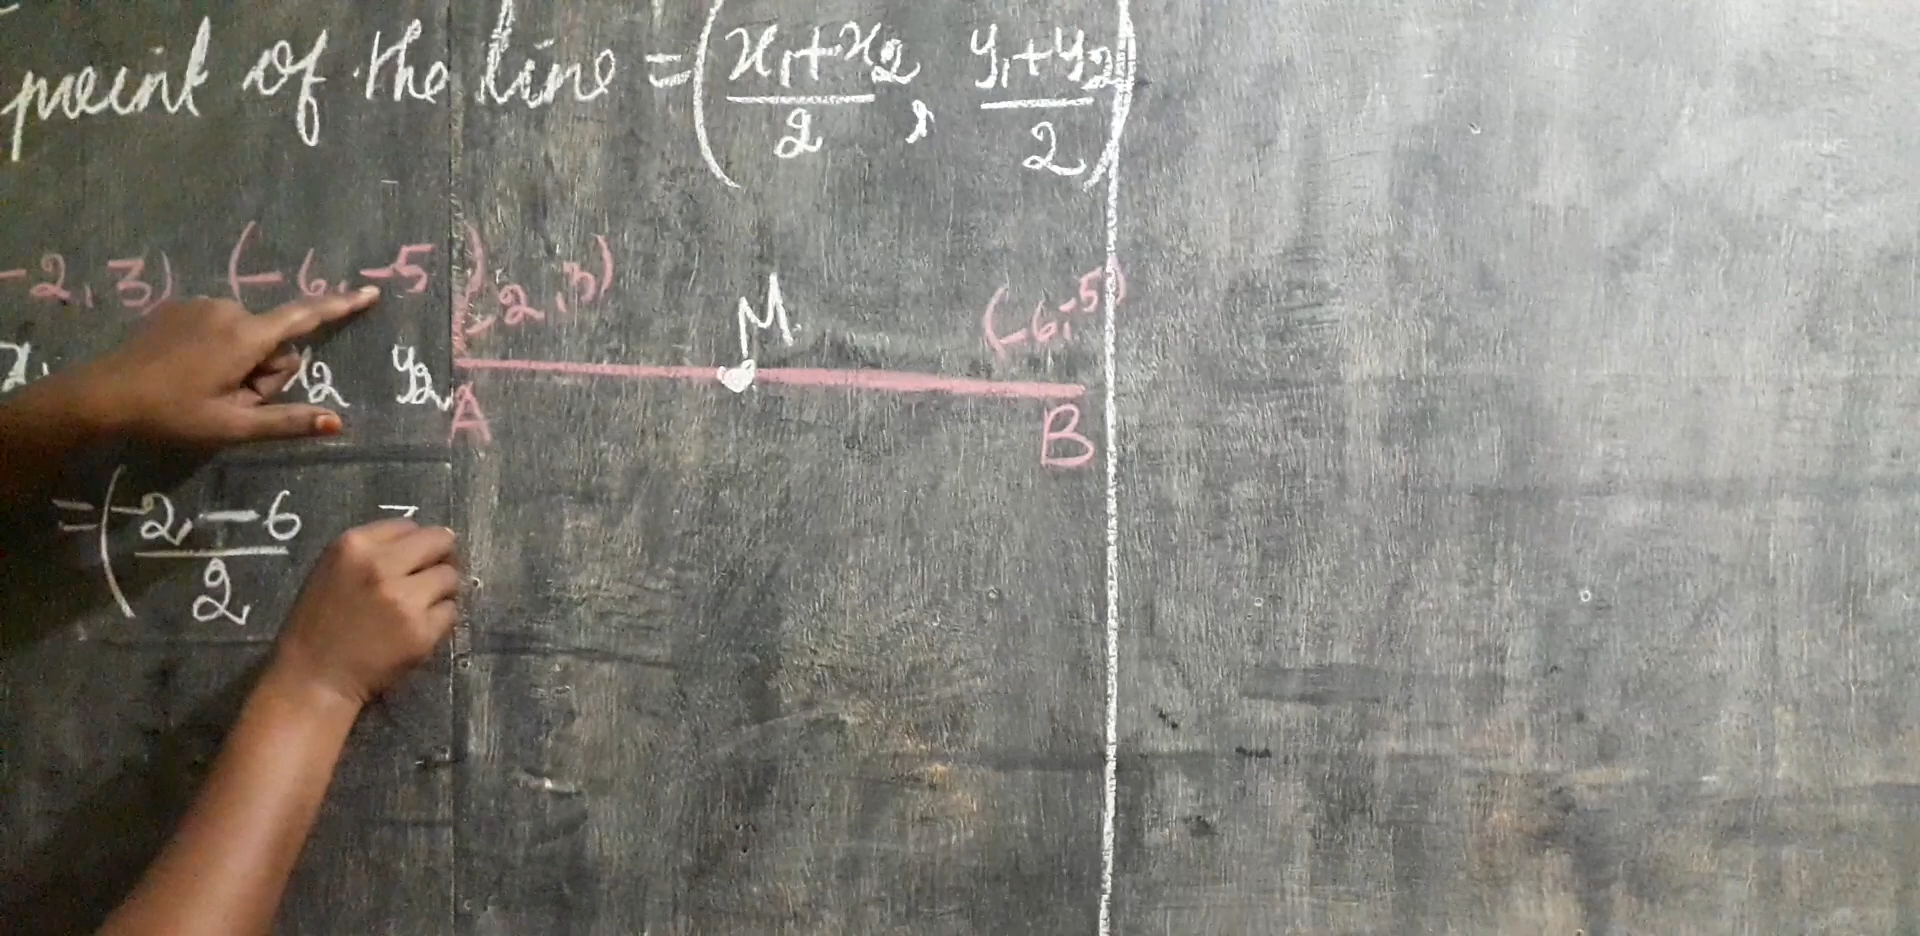 point of the line = (x₁+x₂/2, y₁+y₂/2)
-2, 3) (-6, -5) (-2, 3) M (-6, -5)
x₁ x₂ y₂ A B
= (-2, -6/2